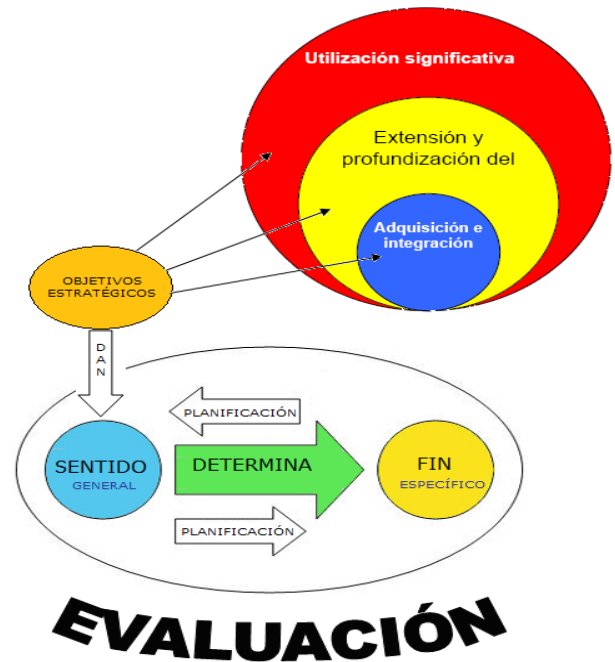 Utilización significativa
Extensión y
profundización del
Adquisición e
integración
OBJETIVOS
ESTRATÉGICOS
D
A
N
PLANIFICACIÓN
SENTIDO
GENERAL
DETERMINA
FIN
ESPECÍFICO
PLANIFICACIÓN
EVALUACIÓN